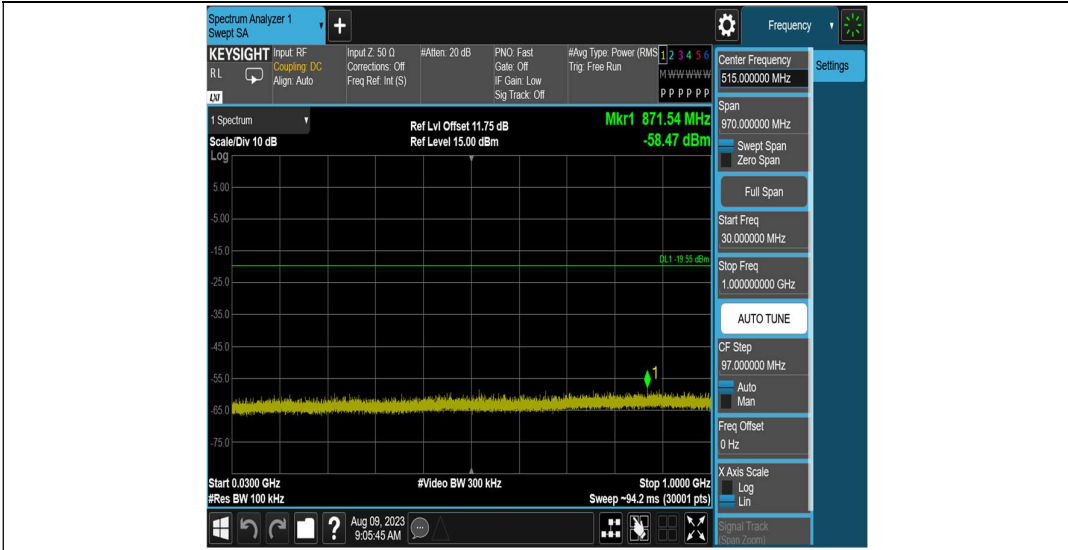 Spectrum Analyzer 1
Swept SA
+
Frequency
KEYSIGHT
RL
LXI
Input: RF
Coupling: DC
Align: Auto
Input Z: 50 Ω
Corrections: Off
Freq Ref: Int (S)
#Atten: 20 dB
PNO: Fast
Gate: Off
IF Gain: Low
Sig Track: Off
#Avg Type: Power (RMS
Trig: Free Run
1 2 3 4 5 6
M W W W W W
P P P P P P
1 Spectrum
Scale/Div 10 dB
Log
Ref Lvl Offset 11.75 dB
Ref Level 15.00 dBm
Mkr1 871.54 MHz
-58.47 dBm
5.00
-5.00
-15.0
DL1 -19.55 dBm
-25.0
-35.0
-45.0
-55.0
1
-65.0
-75.0
Start 0.0300 GHz
#Video BW 300 kHz
Stop 1.0000 GHz
#Res BW 100 kHz
Sweep ~94.2 ms (30001 pts)
?
Aug 09, 2023
9:05:45 AM
Center Frequency
515.000000 MHz
Settings
Span
970.000000 MHz
Swept Span
Zero Span
Full Span
Start Freq
30.000000 MHz
Stop Freq
1.000000000 GHz
AUTO TUNE
CF Step
97.000000 MHz
Auto
Man
Freq Offset
0 Hz
X Axis Scale
Log
Lin
Signal Track
(Span Zoom)